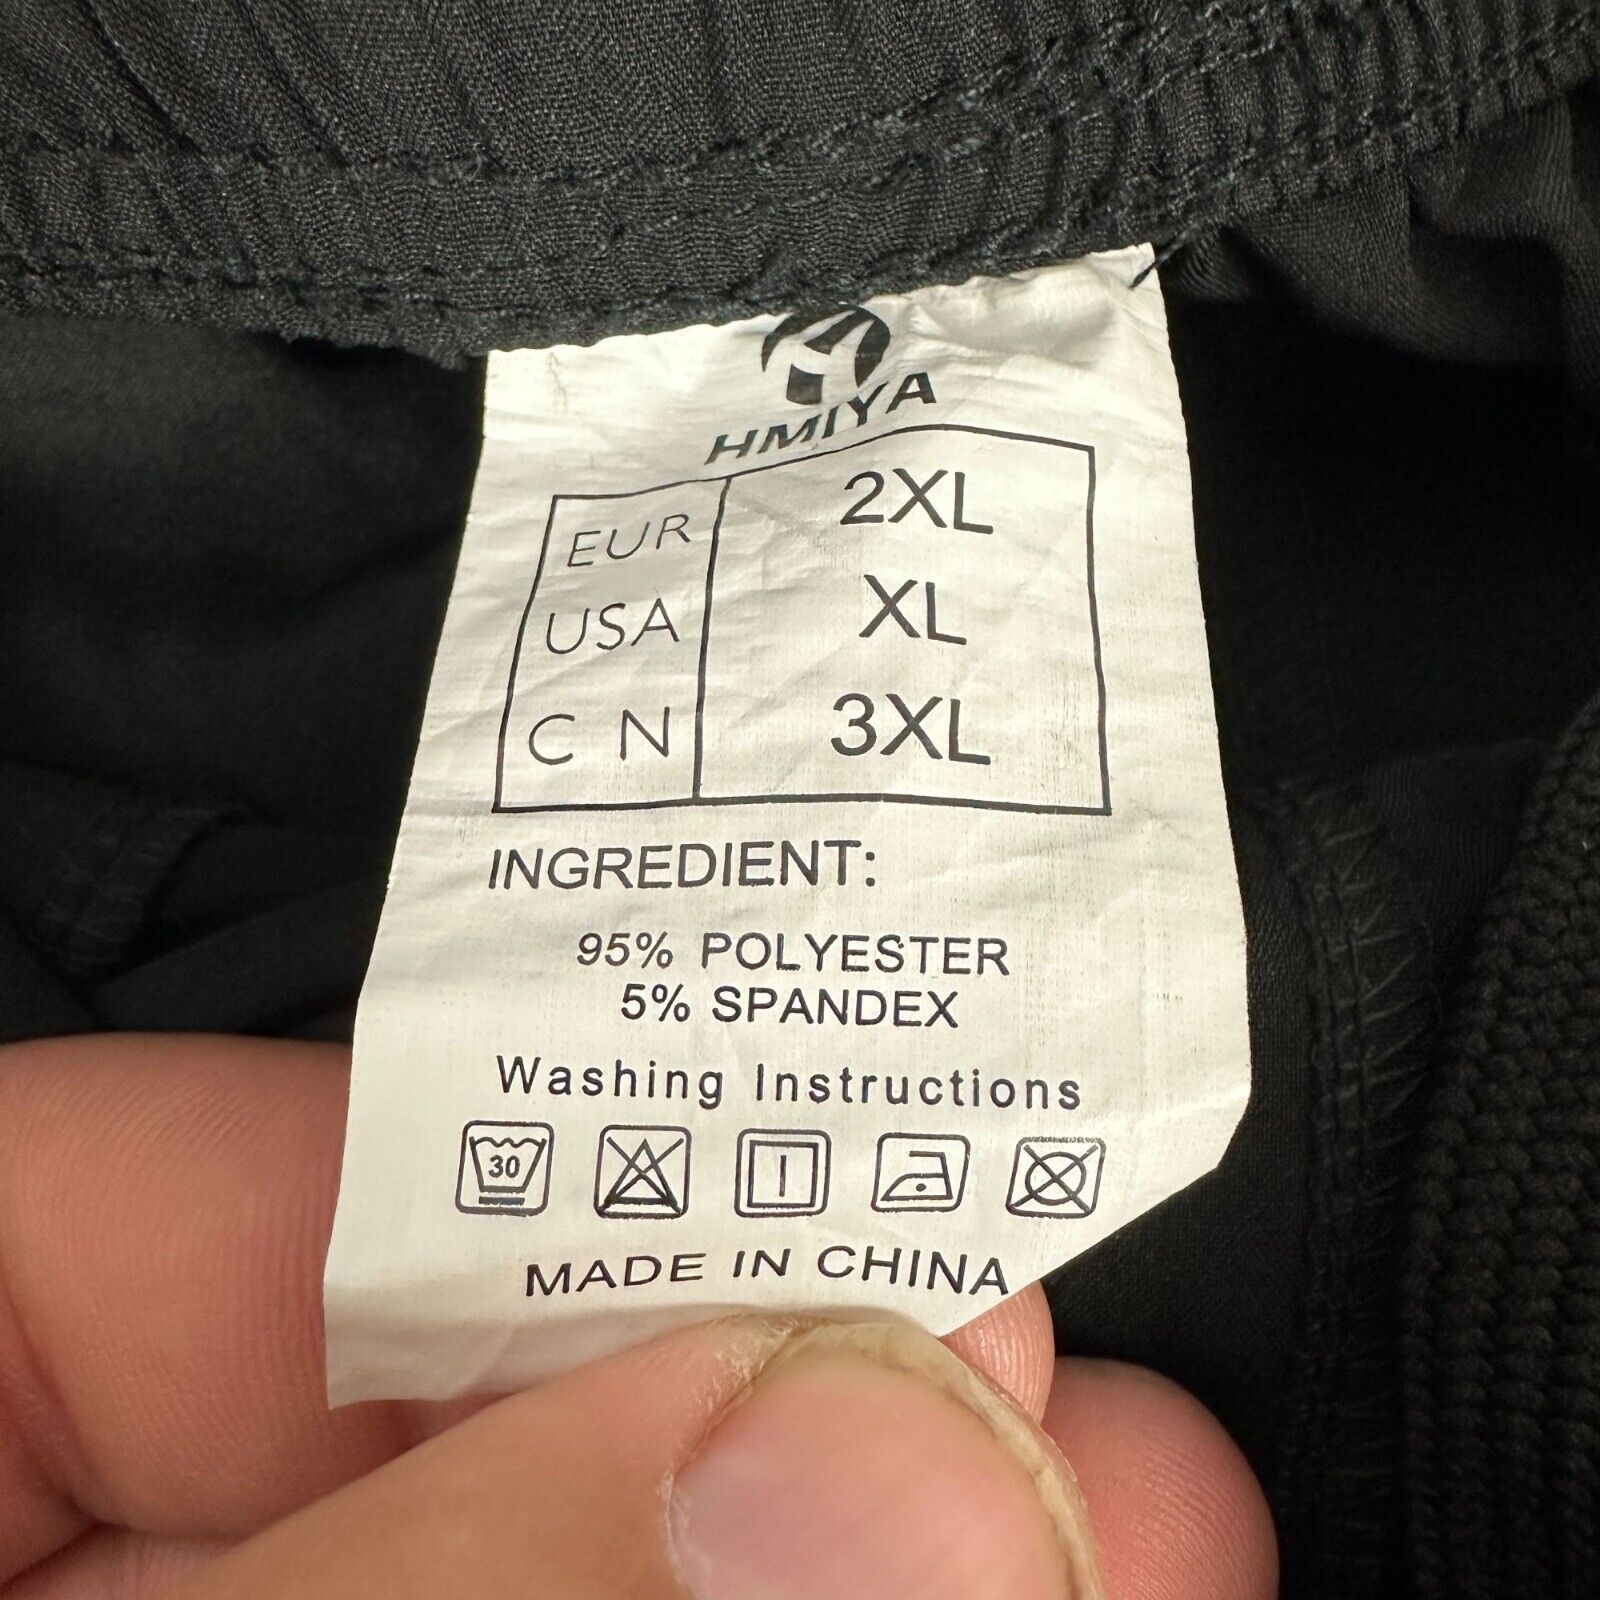 HMIYA
EUR 2XL
USA XL
C N 3XL
INGREDIENT:
95% POLYESTER
5% SPANDEX
Washing Instructions
30
MADE IN CHINA